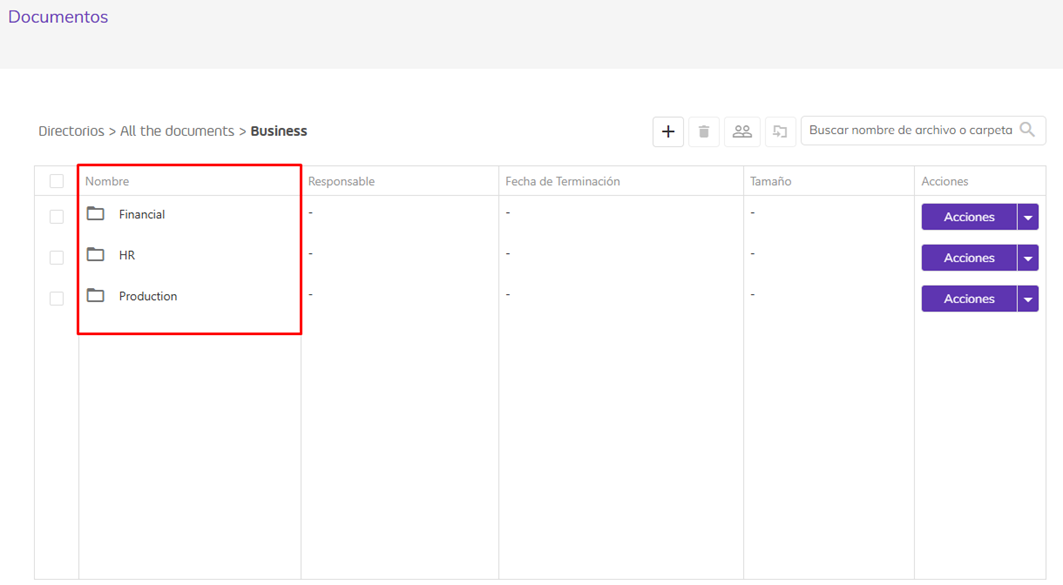 Documentos
Directorios > All the documents > Business
Buscar nombre de archivo o carpeta
Nombre Responsable Fecha de Terminación Tamaño Acciones
Financial - - - Acciones
HR - - - Acciones
Production - - - Acciones